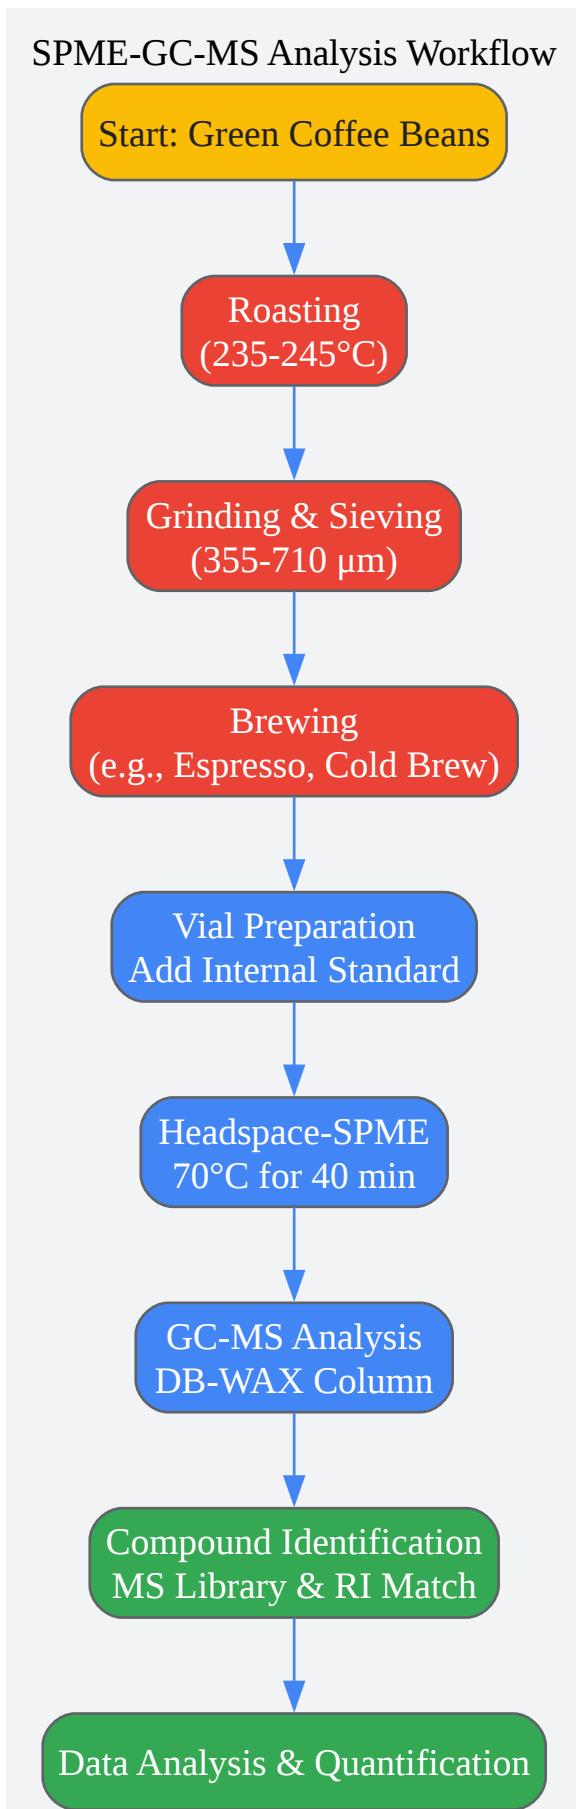 SPME-GC-MS Analysis Workflow
Start: Green Coffee Beans
Roasting
(235-245°C)
Grinding & Sieving
(355-710 μm)
Brewing
(e.g., Espresso, Cold Brew)
Vial Preparation
Add Internal Standard
Headspace-SPME
70°C for 40 min
GC-MS Analysis
DB-WAX Column
Compound Identification
MS Library & RI Match
Data Analysis & Quantification